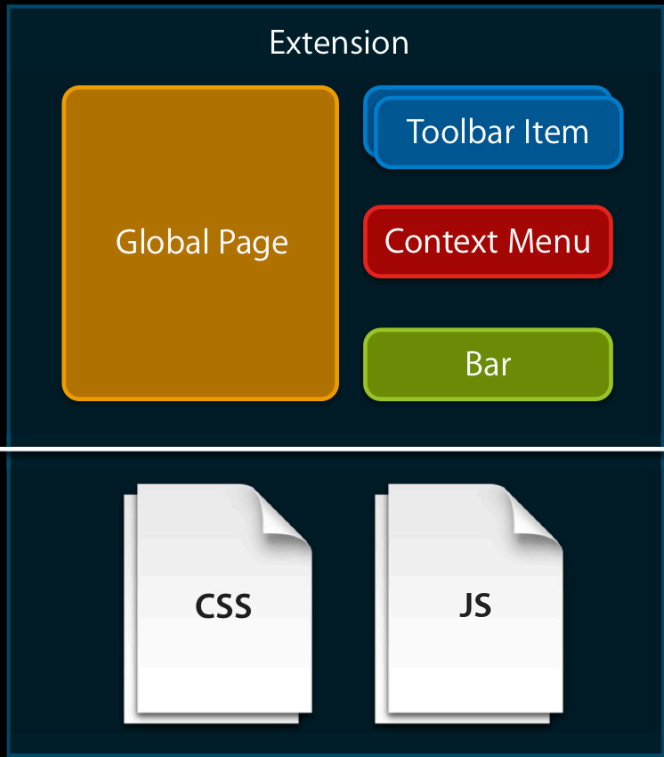 Extension
Global Page
Toolbar Item
Context Menu
Bar
CSS
JS